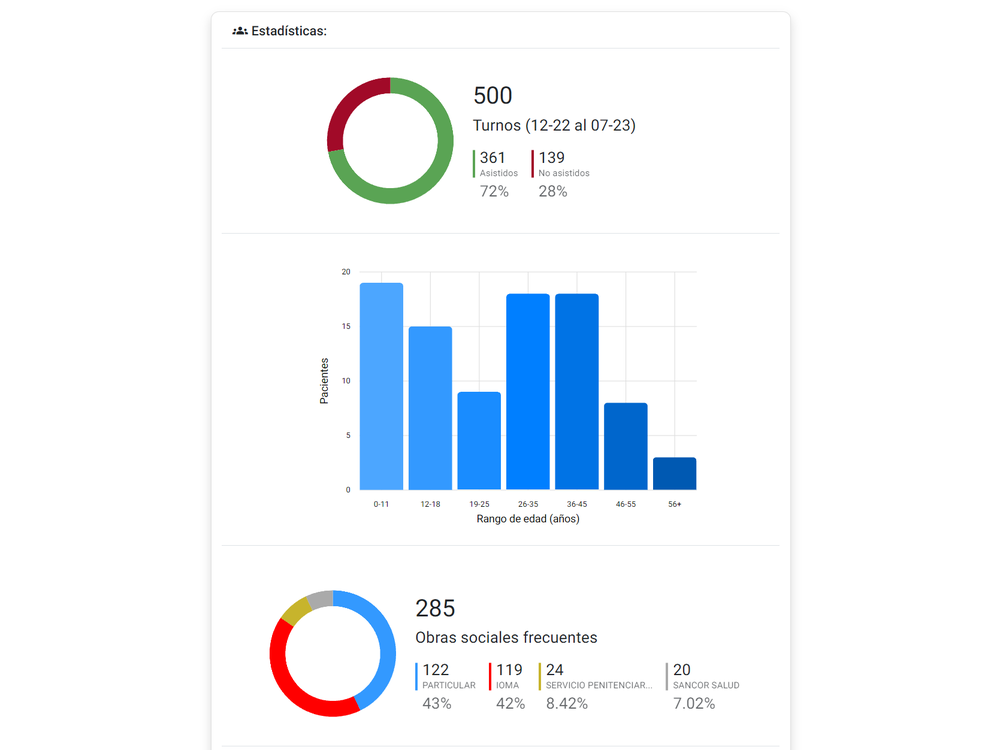 Estadísticas:
500
Turnos (12-22 al 07-23)
361 139
Asistidos No asistidos
72% 28%
20
15
10
5
0
Pacientes
0-11 12-18 19-25 26-35 36-45 46-55 56+
Rango de edad (años)
285
Obras sociales frecuentes
122 119 24 20
PARTICULAR IOMA SERVICIO PENITENCIAR... SANCOR SALUD
43% 42% 8.42% 7.02%